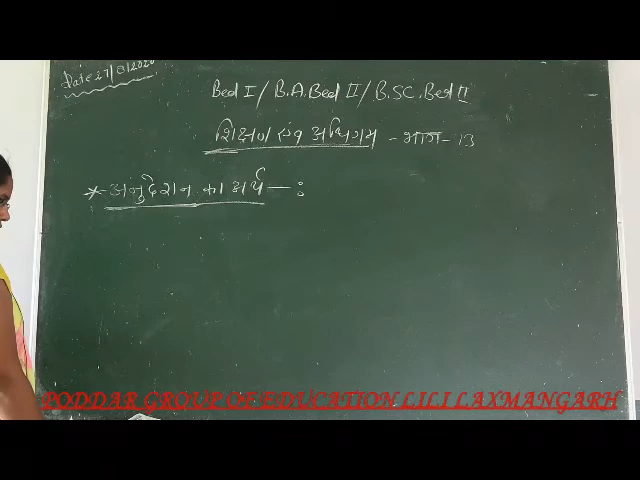 Date 27/8/2020
Bed I / B.A. Bed II / B.SC. Bed II
शिक्षण एंव अधिगम - भाग - 13
* अनुदेशन का अर्थ - :
PODDAR GROUP OF EDUCATION LILI LAXMANGARH